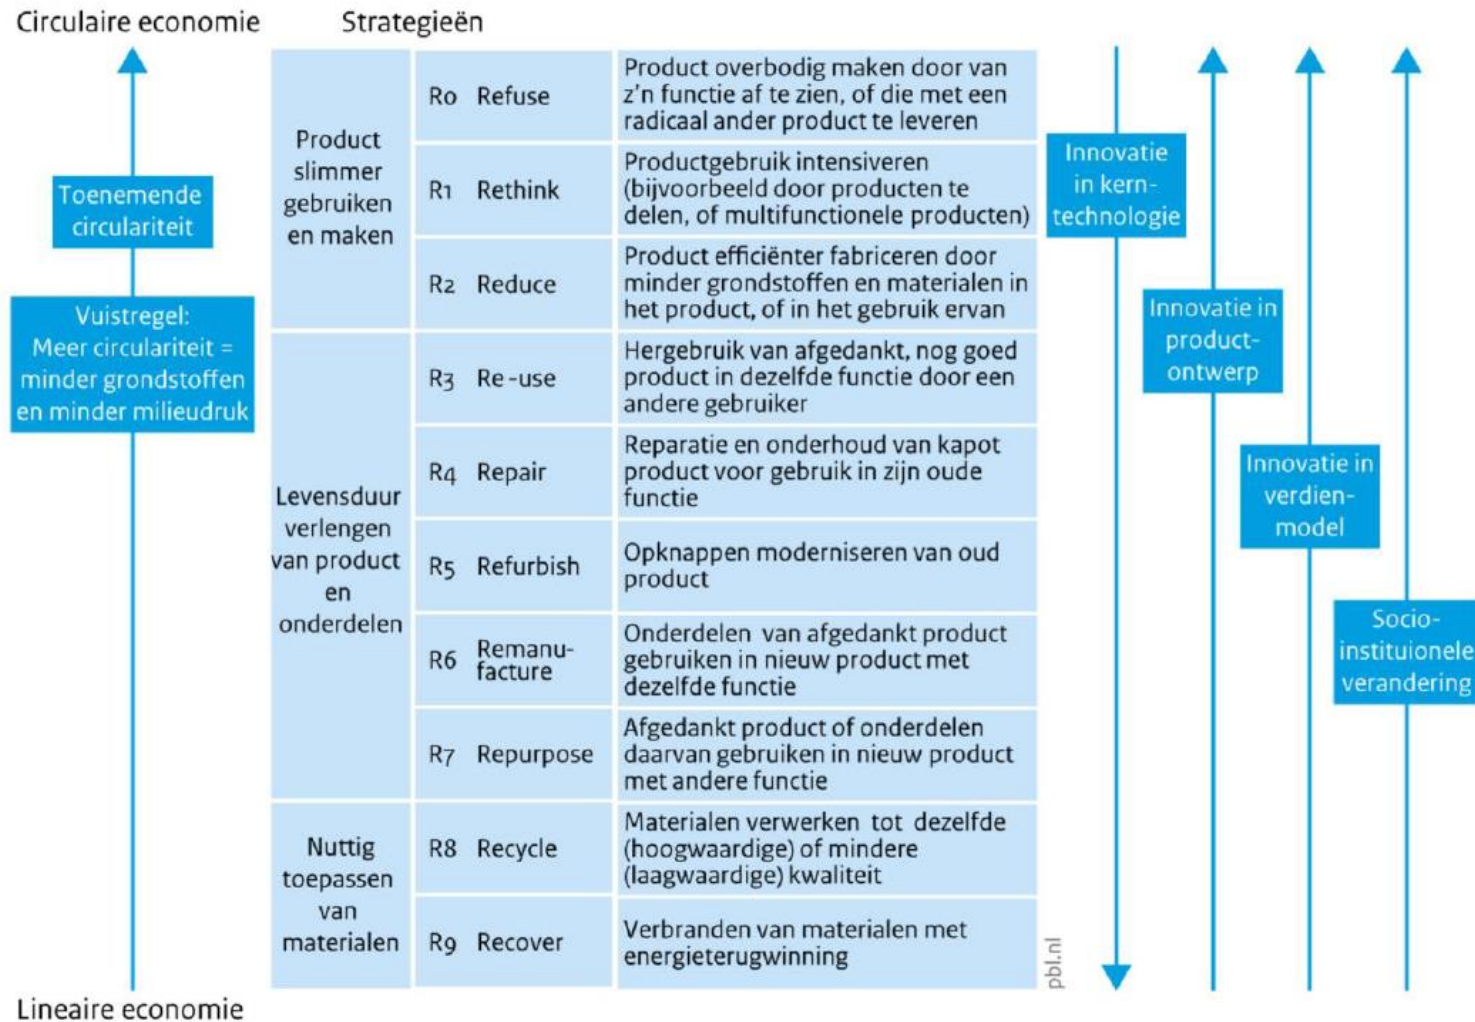 Circulaire economie
Strategieën
Toenemende
circulariteit
Vuistregel:
Meer circulariteit =
minder grondstoffen
en minder milieudruk
Lineaire economie
Product
slimmer
gebruiken
en maken
R0 Refuse
Product overbodig maken door van
z'n functie af te zien, of die met een
radicaal ander product te leveren
R1 Rethink
Productgebruik intensiveren
(bijvoorbeeld door producten te
delen, of multifunctionele producten)
R2 Reduce
Product efficiënter fabriceren door
minder grondstoffen en materialen in
het product, of in het gebruik ervan
Levensduur
verlengen
van product
en
onderdelen
R3 Re-use
Hergebruik van afgedankt, nog goed
product in dezelfde functie door een
andere gebruiker
R4 Repair
Reparatie en onderhoud van kapot
product voor gebruik in zijn oude
functie
R5 Refurbish
Opknappen moderniseren van oud
product
R6 Remanu-
facture
Onderdelen van afgedankt product
gebruiken in nieuw product met
dezelfde functie
R7 Repurpose
Afgedankt product of onderdelen
daarvan gebruiken in nieuw product
met andere functie
Nuttig
toepassen
van
materialen
R8 Recycle
Materialen verwerken tot dezelfde
(hoogwaardige) of mindere
(laagwaardige) kwaliteit
R9 Recover
Verbranden van materialen met
energieterugwinning
pbl.nl
Innovatie
in kern-
technologie
Innovatie in
product-
ontwerp
Innovatie in
verdien-
model
Socio-
instituionele
verandering